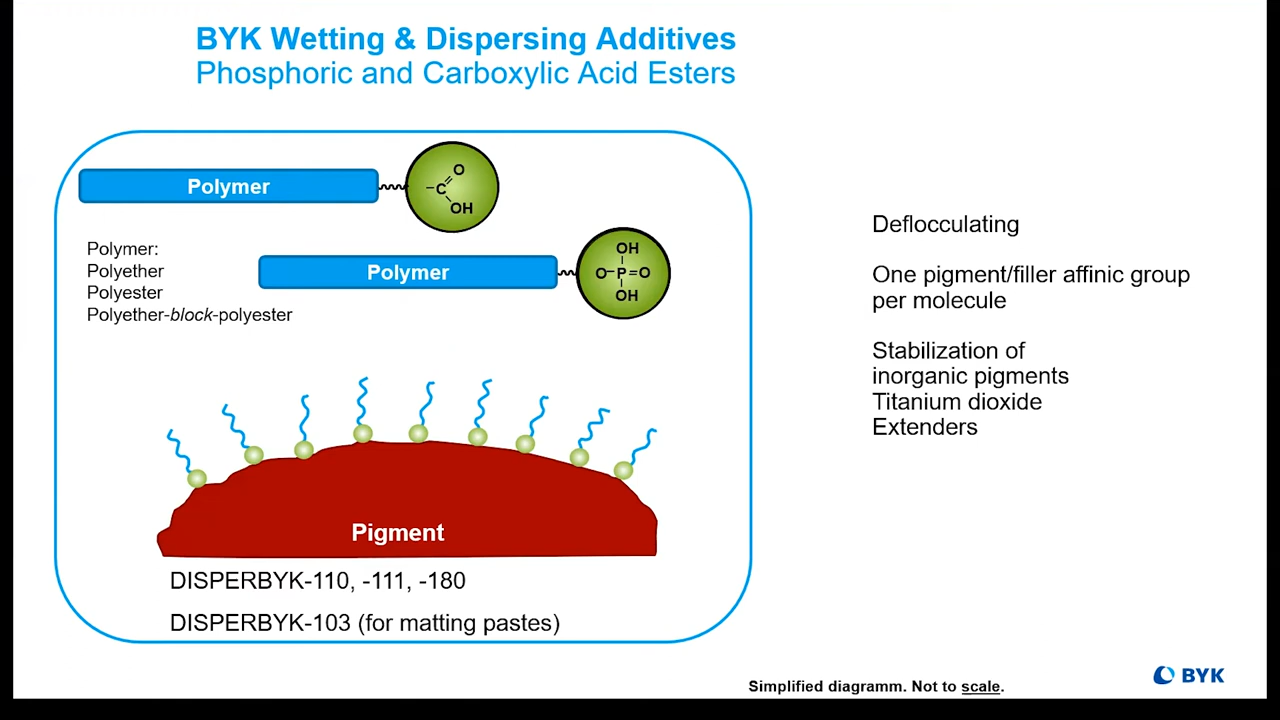 BYK Wetting & Dispersing Additives
Phosphoric and Carboxylic Acid Esters
Polymer
C
O
OH
Polymer:
Polyether
Polyester
Polyether-block-polyester
Polymer
OH
O-P=O
OH
Pigment
DISPERBYK-110, -111, -180
DISPERBYK-103 (for matting pastes)
Deflocculating
One pigment/filler affinic group
per molecule
Stabilization of
inorganic pigments
Titanium dioxide
Extenders
Simplified diagramm. Not to scale.
BYK